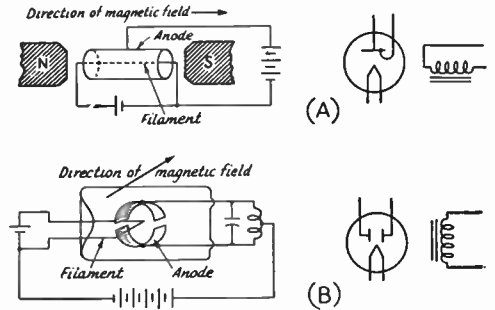 Direction of magnetic field
Anode
N
S
Filament
(A)
Direction of magnetic field
Filament
Anode
(B)